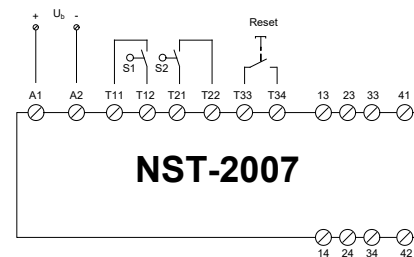 + Ub -
Reset
S1 S2
A1 A2 T11 T12 T21 T22 T33 T34 13 23 33 41
NST-2007
14 24 34 42